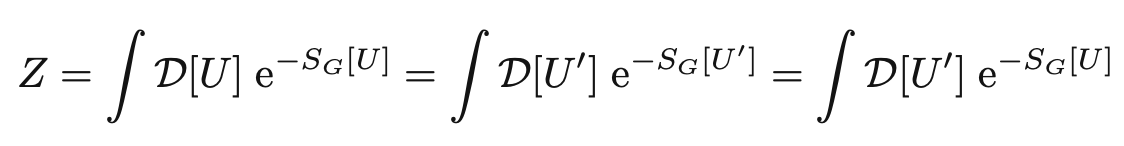 Z = ∫ 𝒟[U] e^{−S_G[U]} = ∫ 𝒟[U′] e^{−S_G[U′]} = ∫ 𝒟[U′] e^{−S_G[U]}